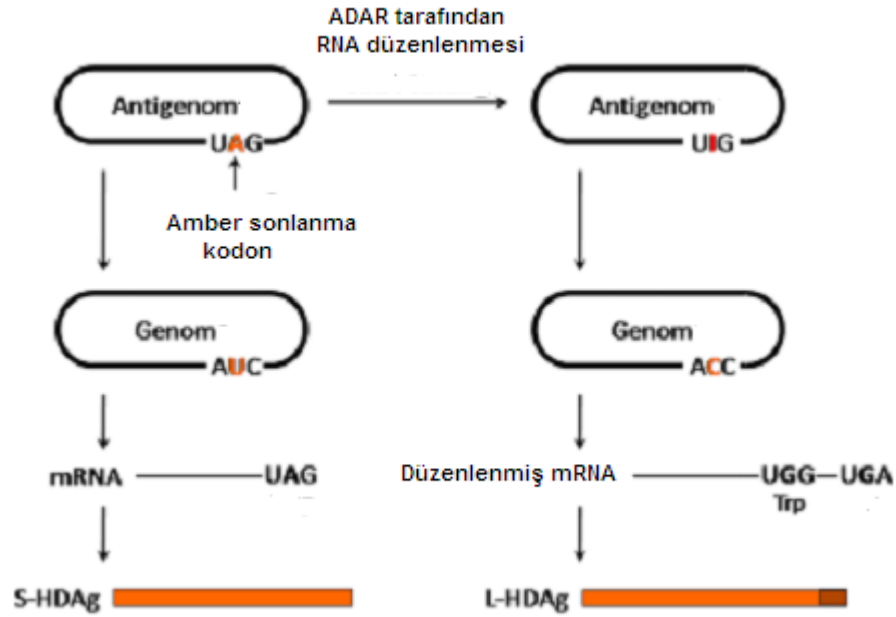 ADAR tarafından
RNA düzenlenmesi
Antigenom
UAG
Antigenom
UIG
Amber sonlanma
kodon
Genom
AUC
Genom
ACC
mRNA UAG
Düzenlenmiş mRNA UGG UGA
Trp
S-HDAg
L-HDAg